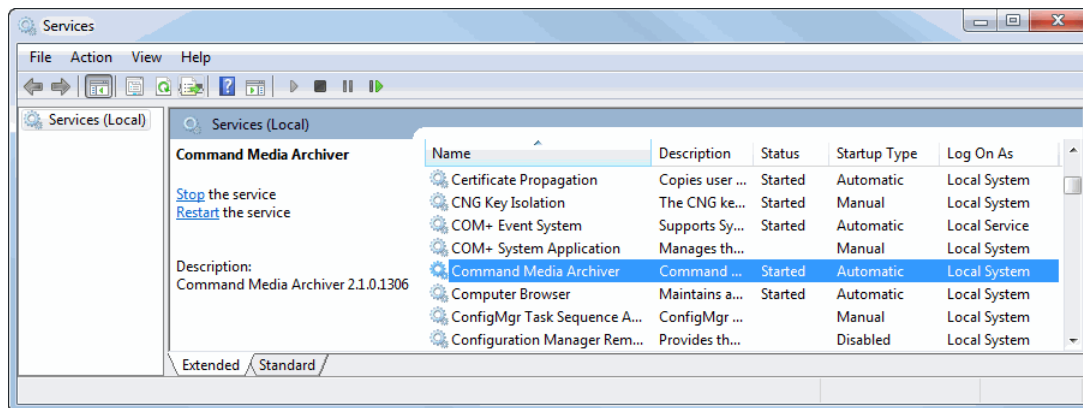 Services
File Action View Help
Services (Local)
Services (Local)
Command Media Archiver
Stop the service
Restart the service
Description:
Command Media Archiver 2.1.0.1306
Name Description Status Startup Type Log On As
Certificate Propagation Copies user ... Started Automatic Local System
CNG Key Isolation The CNG ke... Started Manual Local System
COM+ Event System Supports Sy... Started Automatic Local Service
COM+ System Application Manages th... Manual Local System
Command Media Archiver Command ... Started Automatic Local System
Computer Browser Maintains a... Started Automatic Local System
ConfigMgr Task Sequence A... ConfigMgr ... Manual Local System
Configuration Manager Rem... Provides th... Disabled Local System
Extended Standard